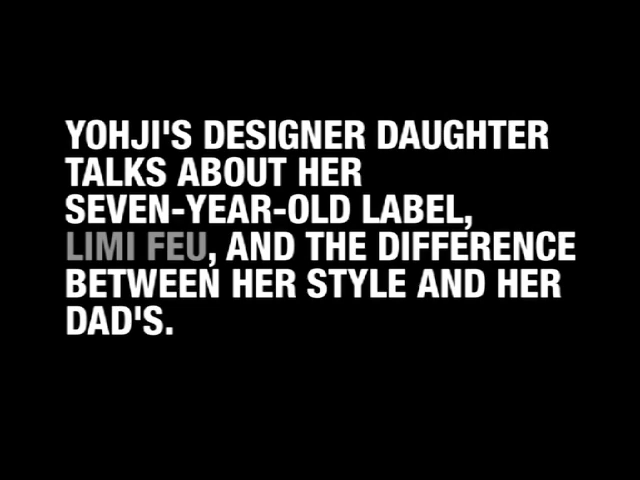 YOHJI'S DESIGNER DAUGHTER
TALKS ABOUT HER
SEVEN-YEAR-OLD LABEL,
LIMI FEU, AND THE DIFFERENCE
BETWEEN HER STYLE AND HER
DAD'S.